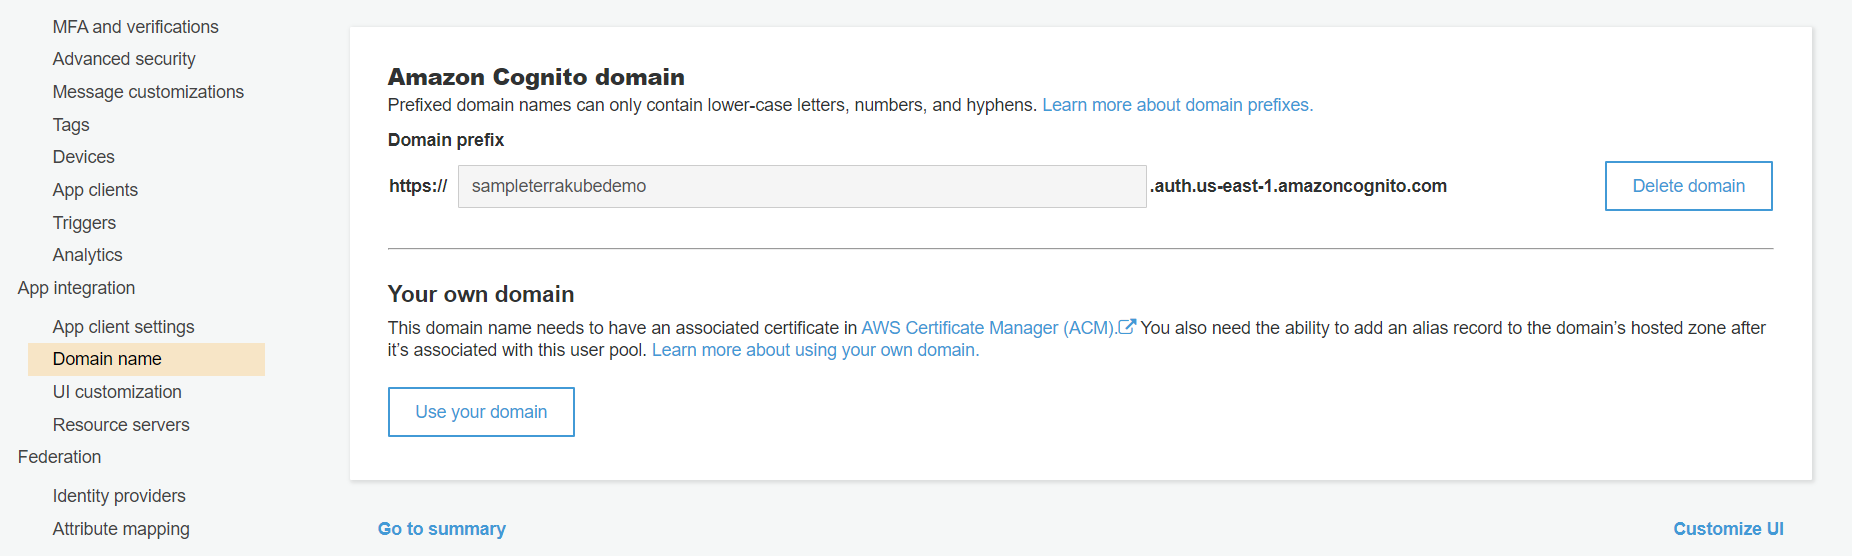 MFA and verifications
Advanced security
Message customizations
Tags
Devices
App clients
Triggers
Analytics
App integration
App client settings
Domain name
UI customization
Resource servers
Federation
Identity providers
Attribute mapping
Amazon Cognito domain
Prefixed domain names can only contain lower-case letters, numbers, and hyphens. Learn more about domain prefixes.
Domain prefix
https:// sampleterrakubedemo .auth.us-east-1.amazoncognito.com Delete domain
Your own domain
This domain name needs to have an associated certificate in AWS Certificate Manager (ACM). You also need the ability to add an alias record to the domain’s hosted zone after
it’s associated with this user pool. Learn more about using your own domain.
Use your domain
Go to summary Customize UI